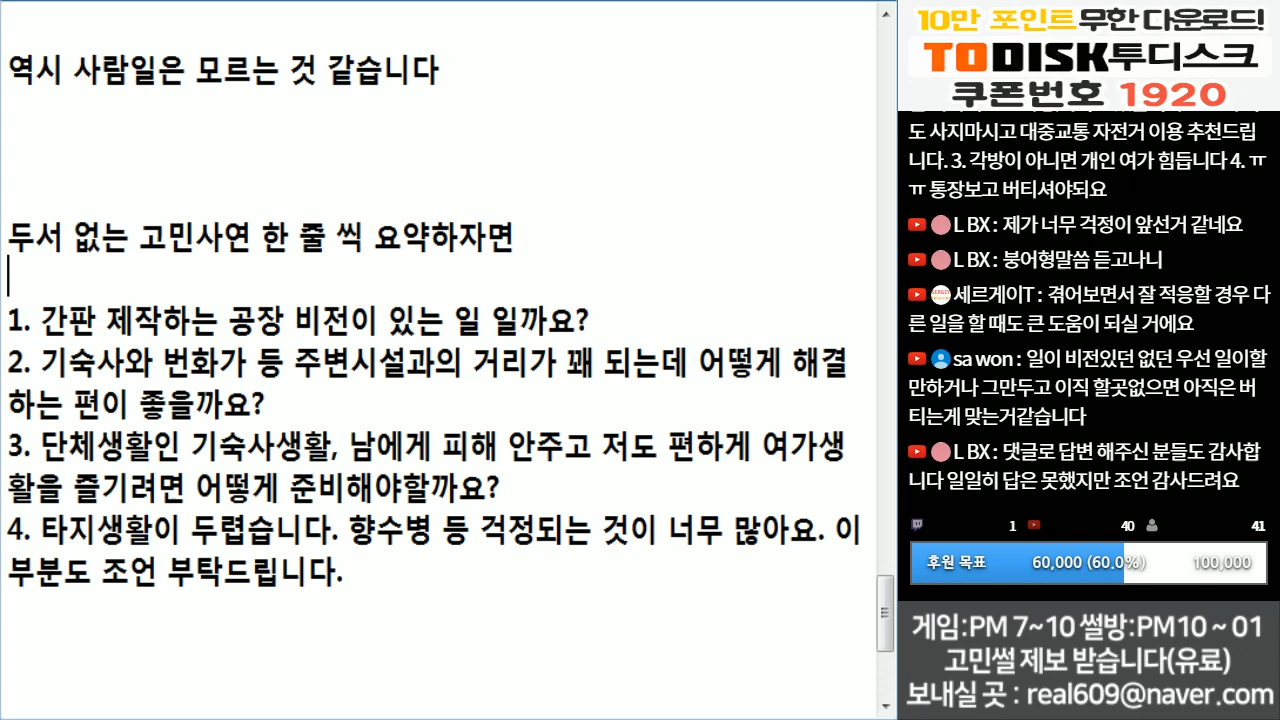 역시 사람일은 모르는 것 같습니다
두서 없는 고민사연 한 줄 씩 요약하자면
1. 간판 제작하는 공장 비전이 있는 일 일까요?
2. 기숙사와 번화가 등 주변시설과의 거리가 꽤 되는데 어떻게 해결
하는 편이 좋을까요?
3. 단체생활인 기숙사생활, 남에게 피해 안주고 저도 편하게 여가생
활을 즐기려면 어떻게 준비해야할까요?
4. 타지생활이 두렵습니다. 향수병 등 걱정되는 것이 너무 많아요. 이
부분도 조언 부탁드립니다.
10만 포인트 무한 다운로드!
TODISK투디스크
쿠폰번호 1920
도 사지마시고 대중교통 자전거 이용 추천드립
니다. 3. 각방이 아니면 개인 여가 힘듭니다 4. ㅠ
ㅠ 통장보고 버티셔야되요
L BX : 제가 너무 걱정이 앞선거 같네요
L BX : 붕어형말씀 듣고나니
세르게이T : 겪어보면서 잘 적응할 경우 다
른 일을 할 때도 큰 도움이 되실 거에요
sa won : 일이 비전있던 없던 우선 일이할
만하거나 그만두고 이직 할곳없으면 아직은 버
티는게 맞는거같습니다
L BX : 댓글로 답변 해주신 분들도 감사합
니다 일일히 답은 못했지만 조언 감사드려요
1 40 41
후원 목표 60,000 (60.0%) 100,000
게임:PM 7~10 썰방:PM10 ~ 01
고민썰 제보 받습니다(유료)
보내실 곳 : real609@naver.com